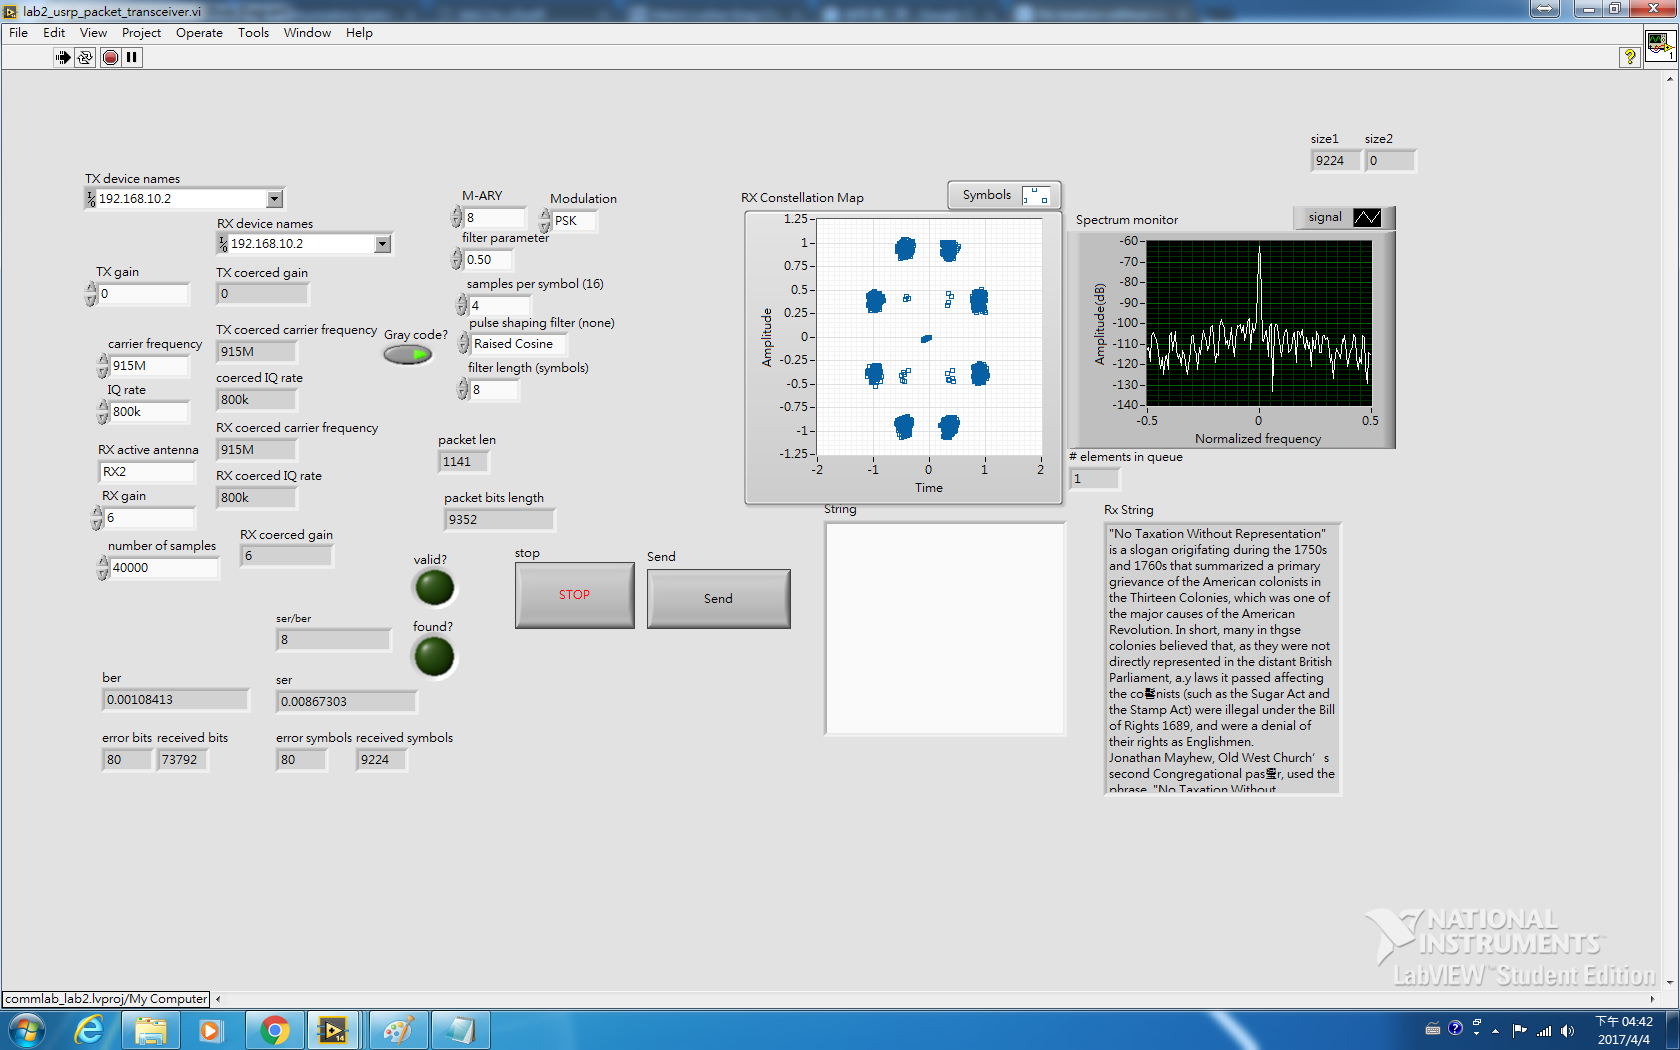 lab2_usrp_packet_transceiver.vi
File Edit View Project Operate Tools Window Help
size1 size2
9224 0
TX device names
192.168.10.2
RX device names
192.168.10.2
TX gain
0
TX coerced gain
0
carrier frequency
915M
TX coerced carrier frequency
915M
IQ rate
800k
coerced IQ rate
800k
RX coerced carrier frequency
915M
RX active antenna
RX2
RX coerced IQ rate
800k
RX gain
6
RX coerced gain
6
number of samples
40000
Gray code?
M-ARY
8
Modulation
PSK
filter parameter
0.50
samples per symbol (16)
4
pulse shaping filter (none)
Raised Cosine
filter length (symbols)
8
packet len
1141
packet bits length
9352
valid?
found?
stop
STOP
Send
Send
ser/ber
8
ber
0.00108413
ser
0.00867303
error bits received bits
80 73792
error symbols received symbols
80 9224
RX Constellation Map
Symbols
Amplitude
1.25
1
0.75
0.5
0.25
0
-0.25
-0.5
-0.75
-1
-1.25
-2 -1 0 1 2
Time
Spectrum monitor
signal
Amplitude(dB)
-60
-70
-80
-90
-100
-110
-120
-130
-140
-0.5 0 0.5
Normalized frequency
# elements in queue
1
String
Rx String
"No Taxation Without Representation"
is a slogan origifating during the 1750s
and 1760s that summarized a primary
grievance of the American colonists in
the Thirteen Colonies, which was one of
the major causes of the American
Revolution. In short, many in thgse
colonies believed that, as they were not
directly represented in the distant British
Parliament, a.y laws it passed affecting
the co nists (such as the Sugar Act and
the Stamp Act) were illegal under the Bill
of Rights 1689, and were a denial of
their rights as Englishmen.
Jonathan Mayhew, Old West Church's
second Congregational pas r, used the
phrase "No Taxation Without
NATIONAL
INSTRUMENTS™
LabVIEW™ Student Edition
commlab_lab2.lvproj/My Computer
下午 04:42
2017/4/4